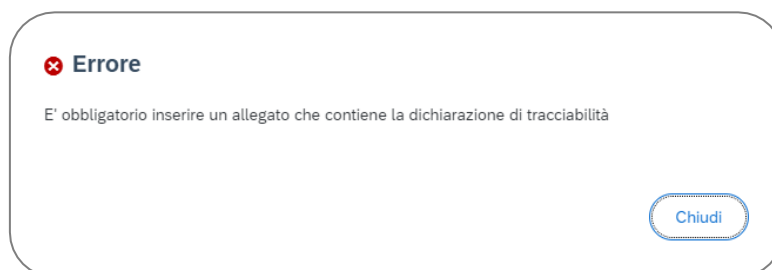 Errore
E' obbligatorio inserire un allegato che contiene la dichiarazione di tracciabilità
Chiudi